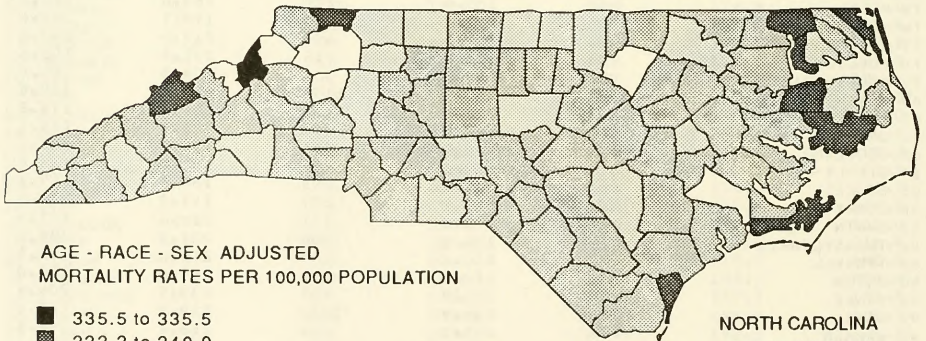 AGE - RACE - SEX ADJUSTED
MORTALITY RATES PER 100,000 POPULATION
335.5 to 335.5
NORTH CAROLINA